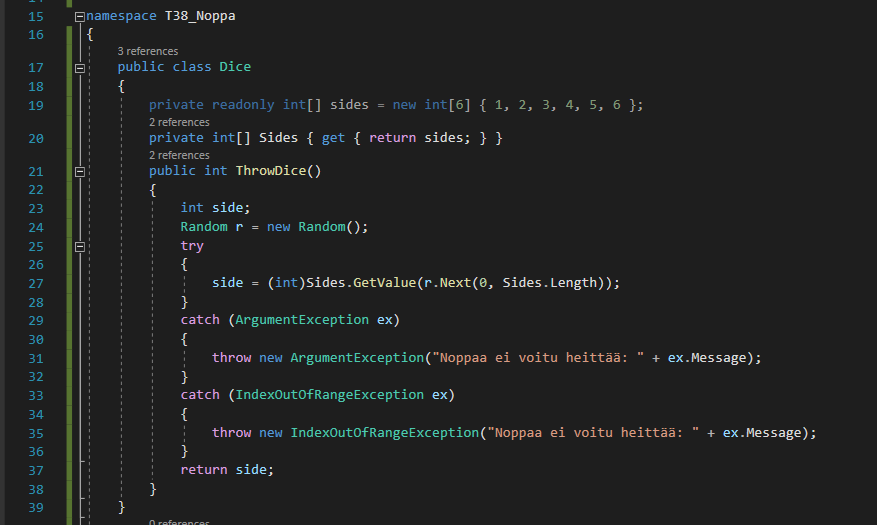 15 namespace T38_Noppa
16 {
3 references
17 public class Dice
18 {
19 private readonly int[] sides = new int[6] { 1, 2, 3, 4, 5, 6 };
2 references
20 private int[] Sides { get { return sides; } }
2 references
21 public int ThrowDice()
22 {
23 int side;
24 Random r = new Random();
25 try
26 {
27 side = (int)Sides.GetValue(r.Next(0, Sides.Length));
28 }
29 catch (ArgumentException ex)
30 {
31 throw new ArgumentException("Noppaa ei voitu heittää: " + ex.Message);
32 }
33 catch (IndexOutOfRangeException ex)
34 {
35 throw new IndexOutOfRangeException("Noppaa ei voitu heittää: " + ex.Message);
36 }
37 return side;
38 }
39 }
0 references